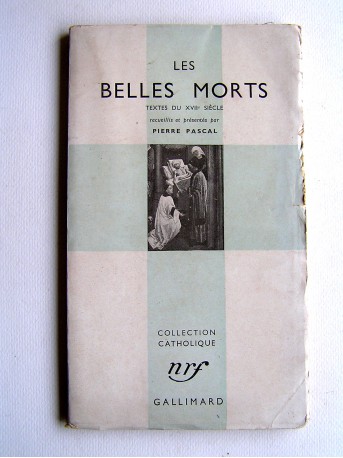 LES
BELLES MORTS
TEXTES DU XVIIe SIÈCLE
recueillis et présentés par
PIERRE PASCAL
COLLECTION
CATHOLIQUE
nrf
GALLIMARD